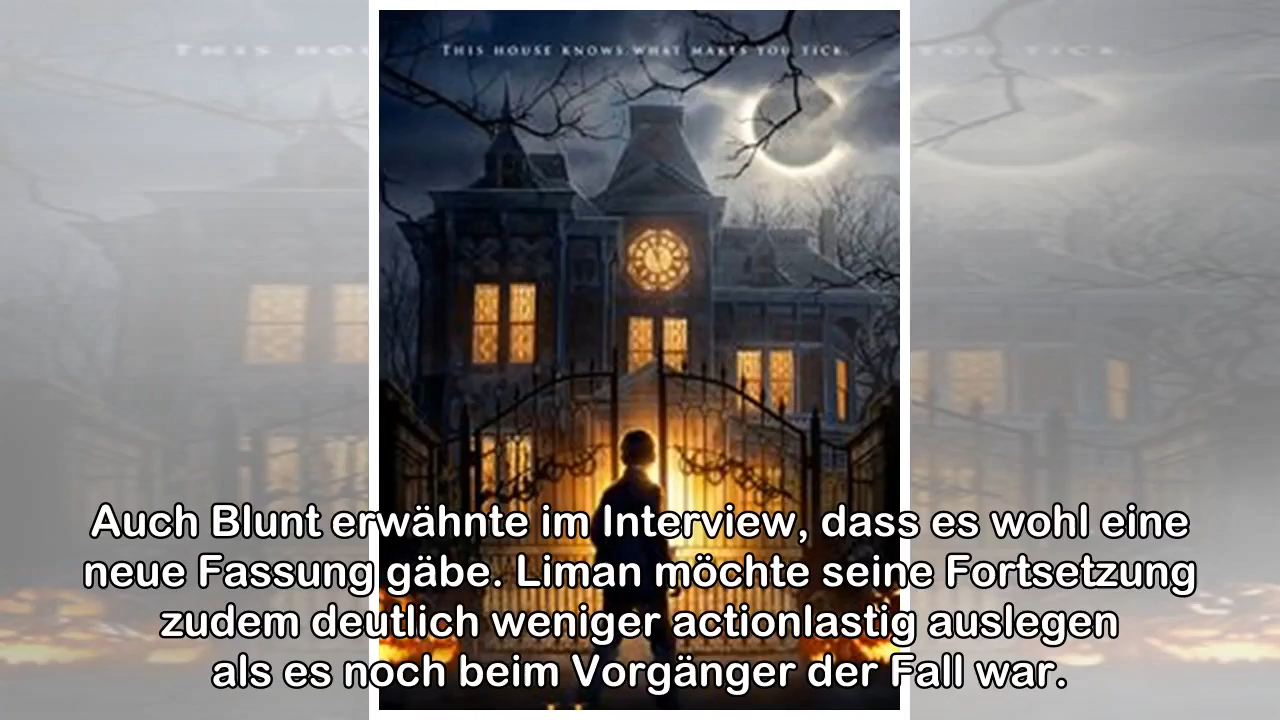 THIS HOUSE KNOWS WHAT MAKES YOU TICK.
Auch Blunt erwähnte im Interview, dass es wohl eine
neue Fassung gäbe. Liman möchte seine Fortsetzung
zudem deutlich weniger actionlastig auslegen
als es noch beim Vorgänger der Fall war.